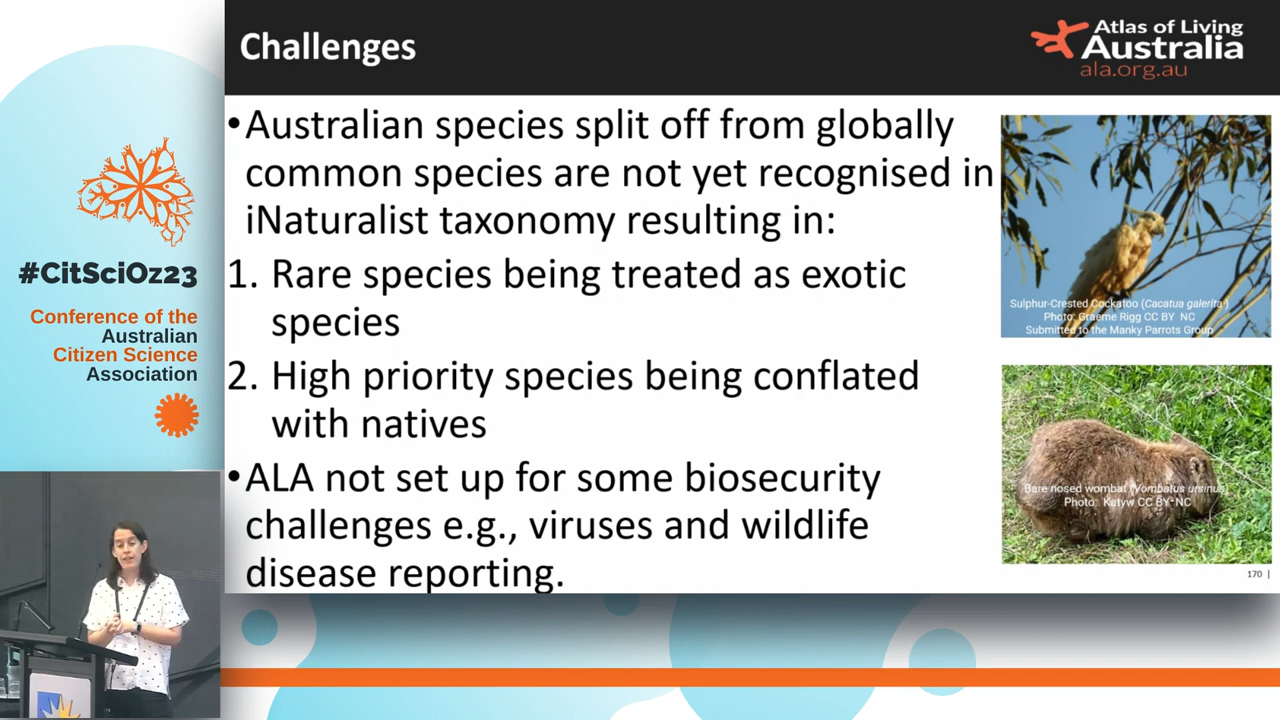 Challenges
Atlas of Living
Australia
ala.org.au
•Australian species split off from globally
common species are not yet recognised in
iNaturalist taxonomy resulting in:
1. Rare species being treated as exotic
species
2. High priority species being conflated
with natives
•ALA not set up for some biosecurity
challenges e.g., viruses and wildlife
disease reporting.
Sulphur-Crested Cockatoo (Cacatua galerita)
Photo: Graeme Rigg CC BY NC
Submitted to the Manky Parrots Group
Bare nosed wombat (Vombatus ursinus)
Photo: Katyw CC BY-NC
170 |
#CitSciOz23
Conference of the
Australian
Citizen Science
Association